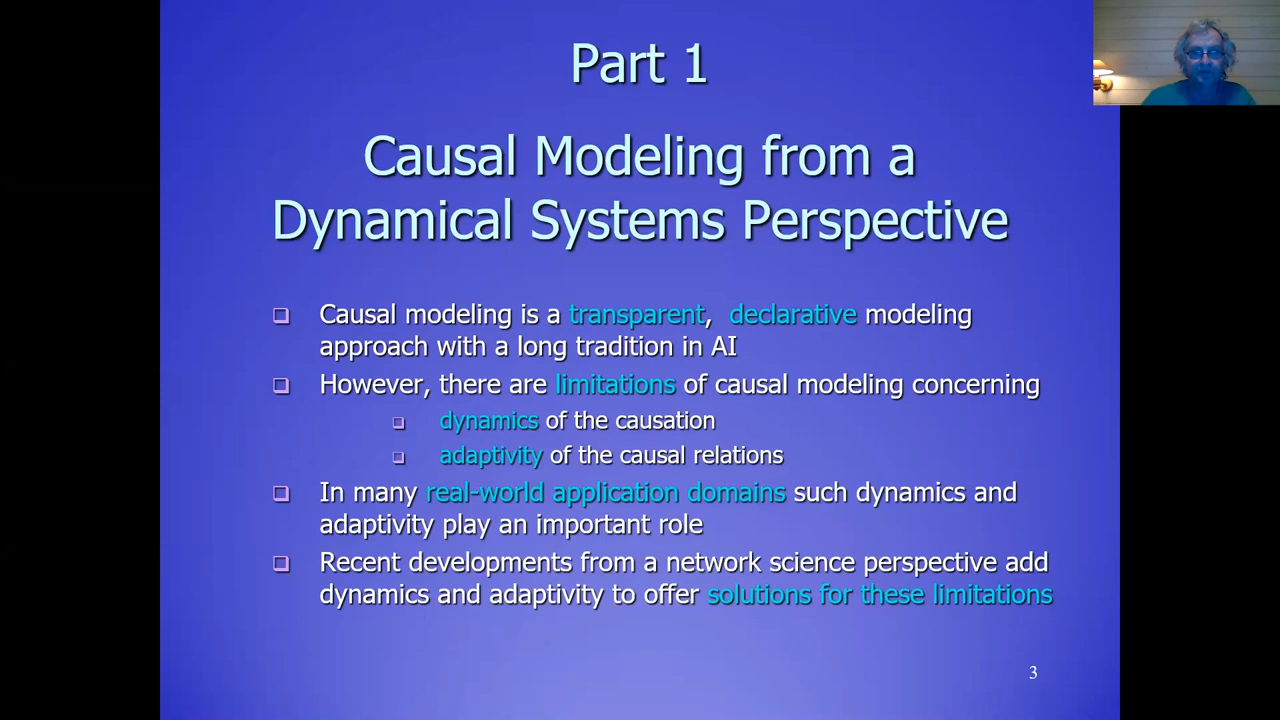 Part 1
Causal Modeling from a
Dynamical Systems Perspective
Causal modeling is a transparent, declarative modeling
approach with a long tradition in AI
However, there are limitations of causal modeling concerning
dynamics of the causation
adaptivity of the causal relations
In many real-world application domains such dynamics and
adaptivity play an important role
Recent developments from a network science perspective add
dynamics and adaptivity to offer solutions for these limitations
3